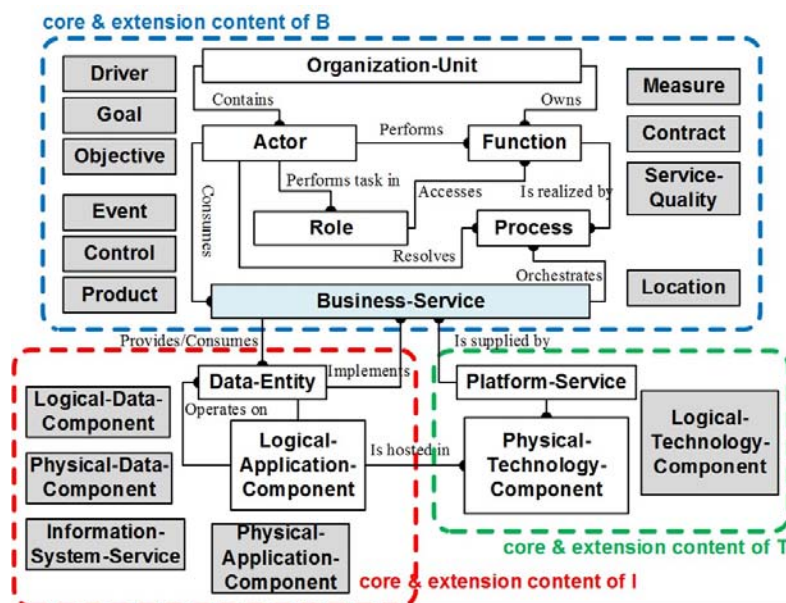 core & extension content of B
Driver
Goal
Objective
Event
Control
Product
Organization-Unit
Contains
Owns
Actor
Performs
Function
Performs task in
Accesses
Is realized by
Consumes
Role
Process
Resolves
Orchestrates
Business-Service
Measure
Contract
Service-
Quality
Location
Provides/Consumes
Implements
Is supplied by
Data-Entity
Operates on
Logical-Data-
Component
Logical-
Application-
Component
Physical-Data-
Component
Information-
System-Service
Physical-
Application-
Component
core & extension content of I
Is hosted in
Platform-Service
Physical-
Technology-
Component
Logical-
Technology-
Component
core & extension content of T